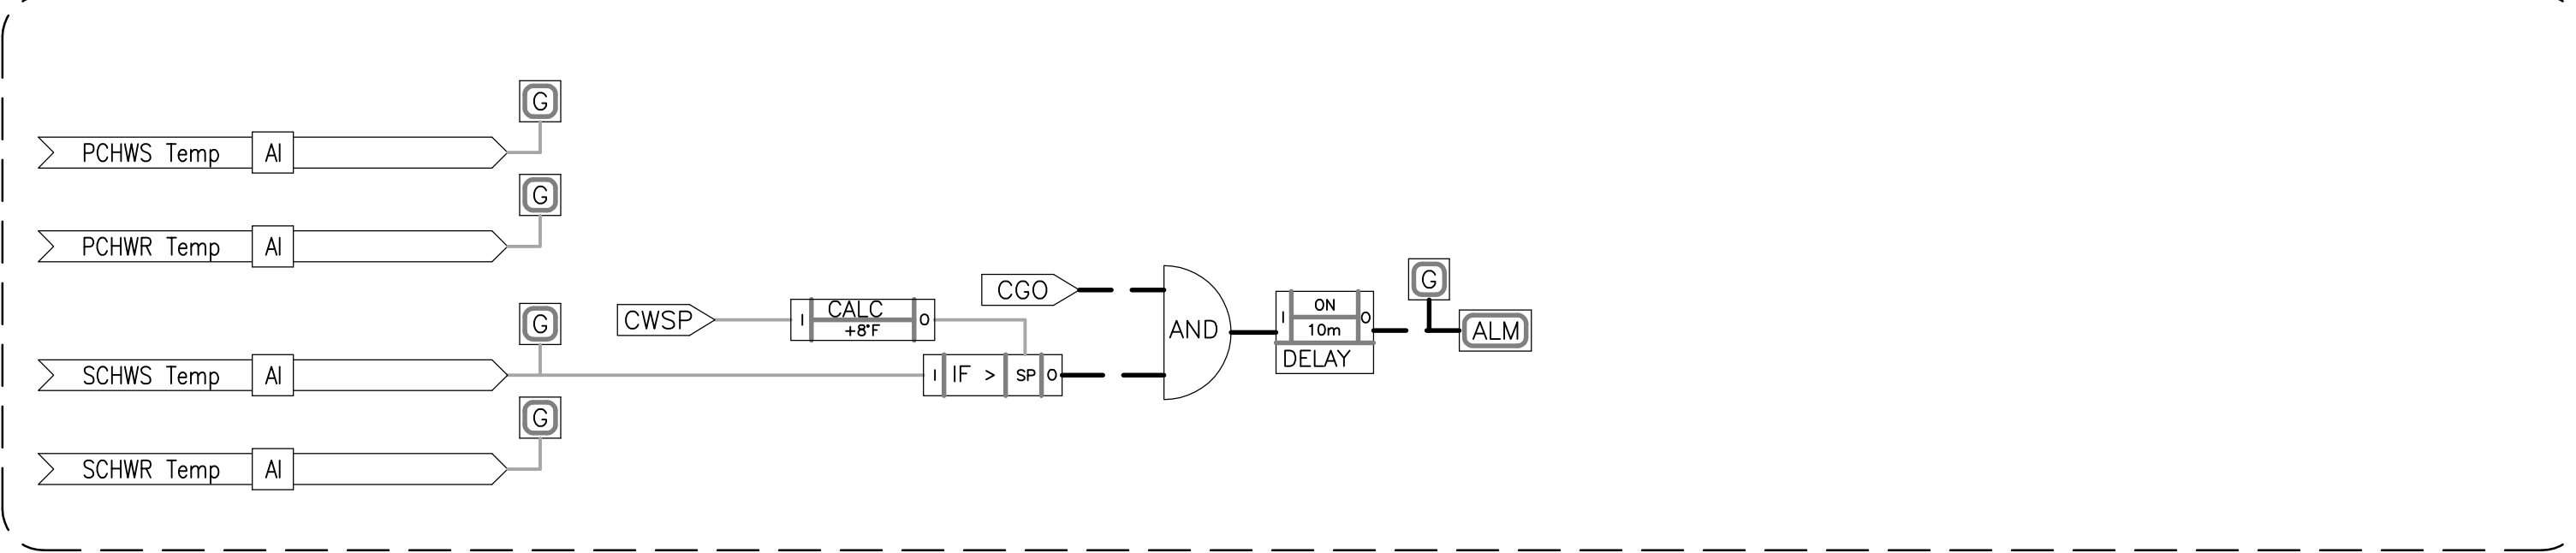 G
PCHWS Temp AI
G
PCHWR Temp AI
G
SCHWS Temp AI
G
SCHWR Temp AI
CWSP
I CALC O
+8°F
I IF > SP O
CGO
AND
I ON O
10m
DELAY
G
ALM